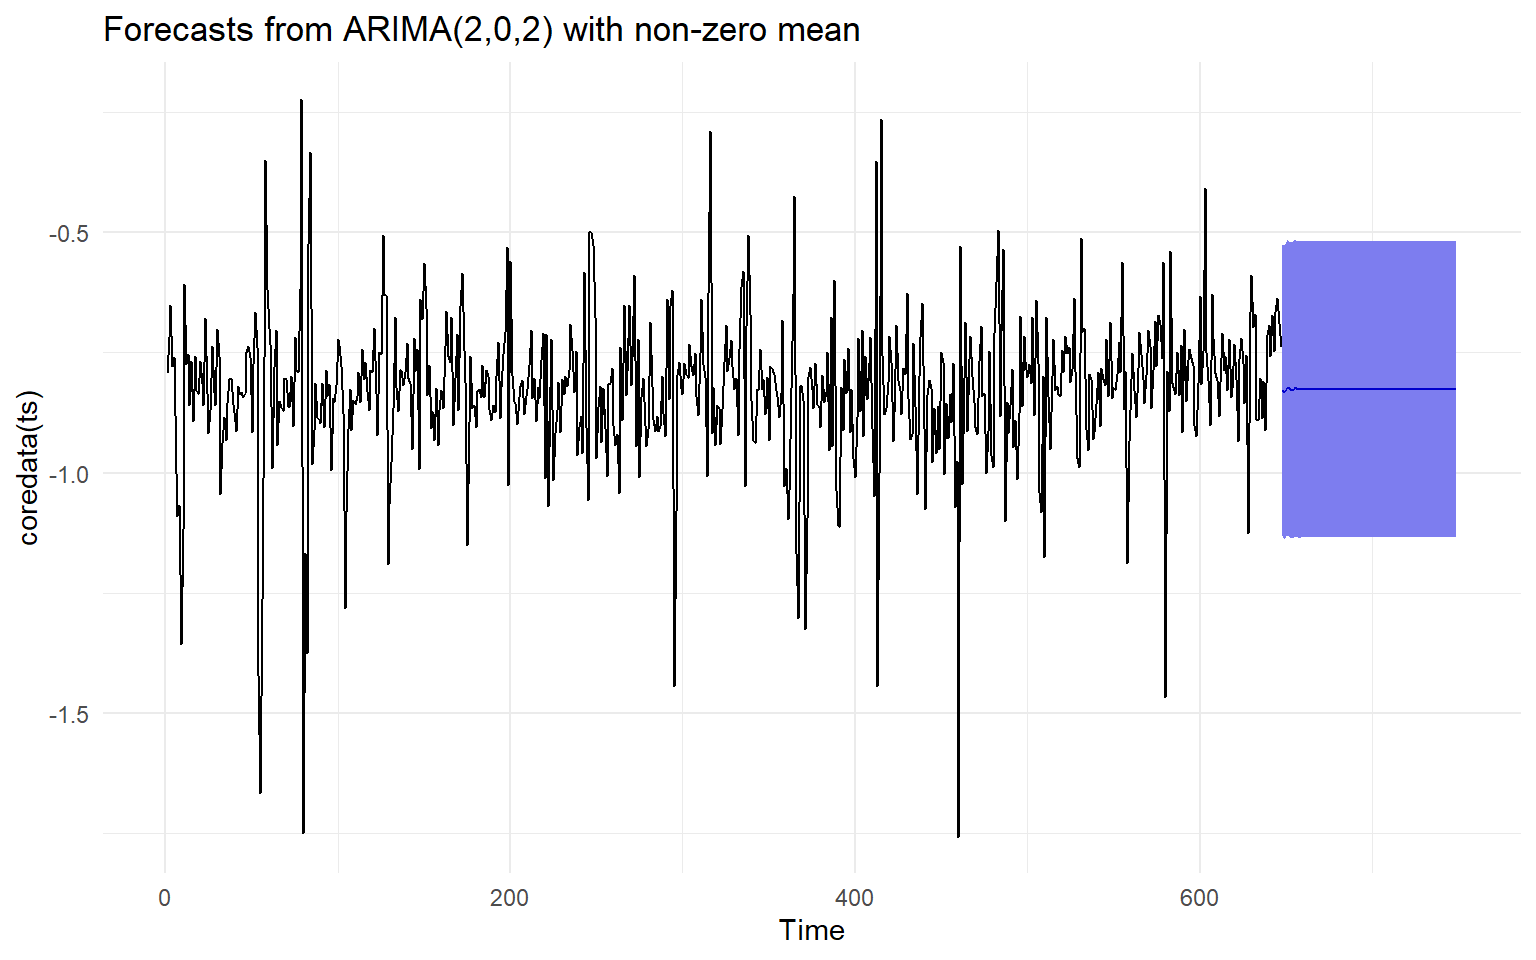 Forecasts from ARIMA(2,0,2) with non-zero mean
coredata(ts)
-0.5
-1.0
-1.5
0 200 400 600
Time